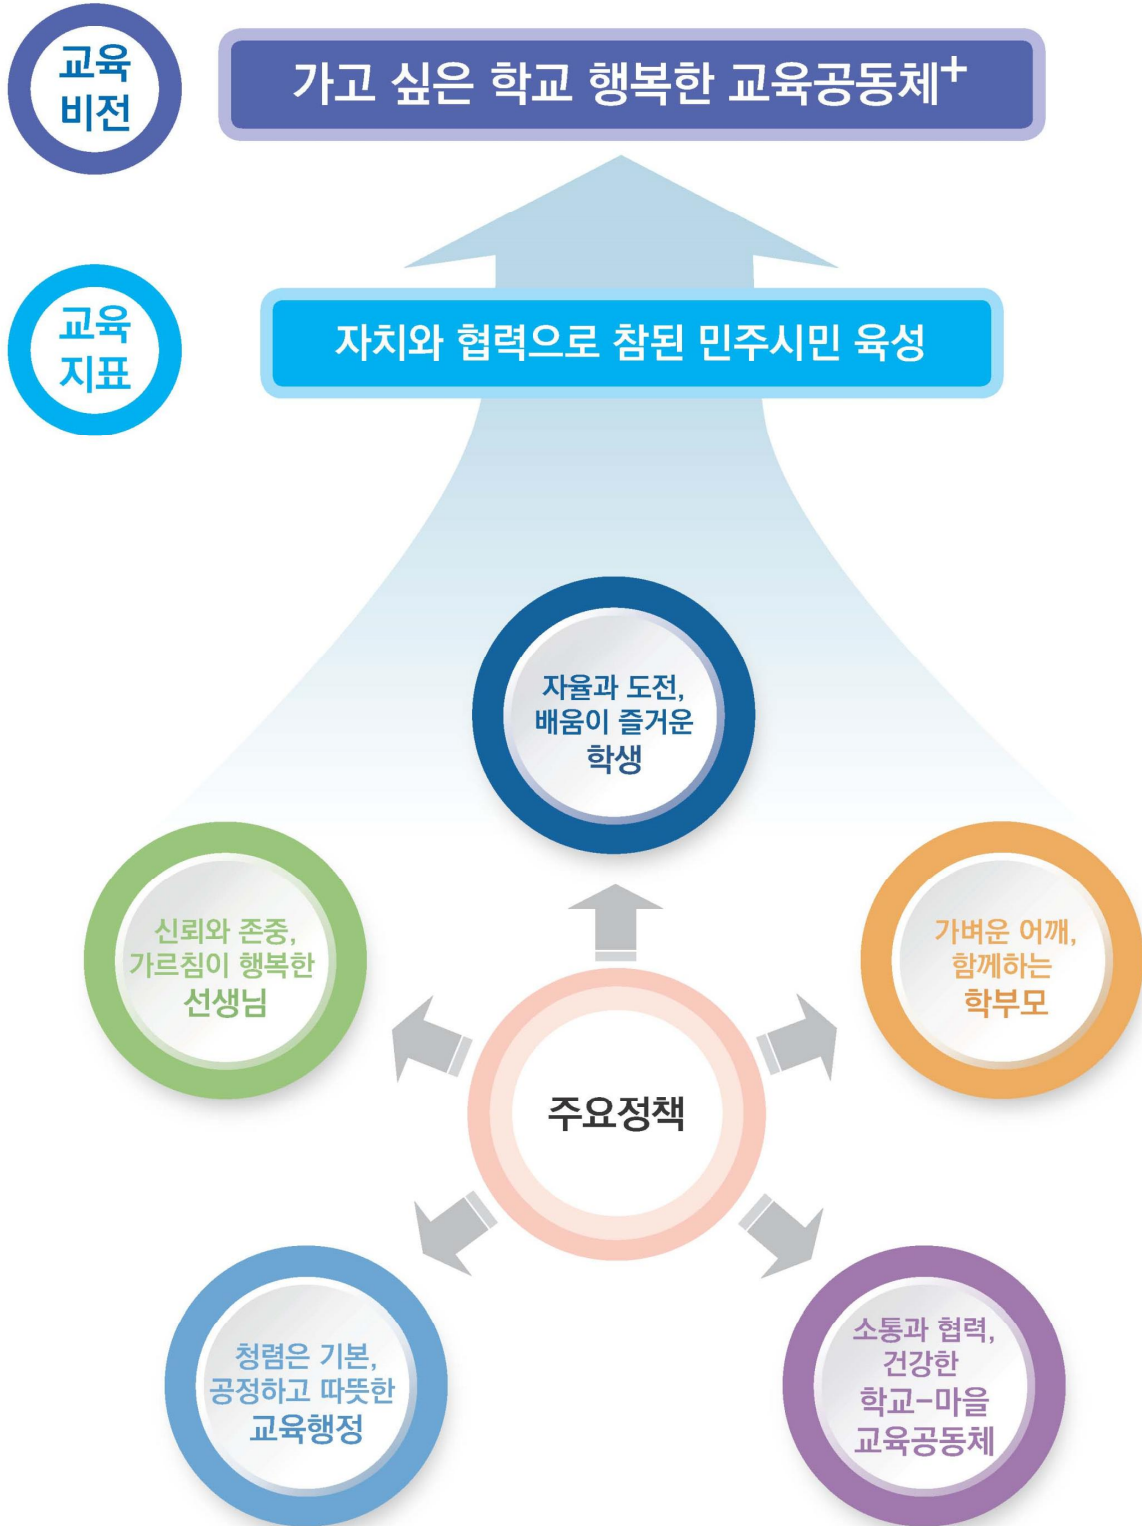 교육
비전
가고 싶은 학교 행복한 교육공동체+
교육
지표
자치와 협력으로 참된 민주시민 육성
자율과 도전,
배움이 즐거운
학생
신뢰와 존중,
가르침이 행복한
선생님
가벼운 어깨,
함께하는
학부모
주요정책
청렴은 기본,
공정하고 따뜻한
교육행정
소통과 협력,
건강한
학교-마을
교육공동체